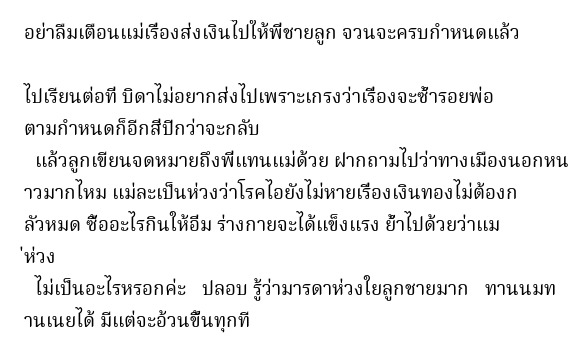 อย่าลืมเตือนแม่เรื่องส่งเงินไปให้พี่ชายลูก จวนจะครบกำหนดแล้ว
ไปเรียนต่อที่ บิดาไม่อยากส่งไปเพราะเกรงว่าเรื่องจะซ้ำรอยพ่อ
ตามกำหนดก็อีกสี่ปีกว่าจะกลับ
แล้วลูกเขียนจดหมายถึงพี่แทนแม่ด้วย ฝากถามไปว่าทางเมืองนอกหน
าวมากไหม แม่ละเป็นห่วงว่าโรคไอยังไม่หายเรื่องเงินทองไม่ต้องก
ลัวหมด ซื้ออะไรกินให้อิ่ม ร่างกายจะได้แข็งแรง ย้ำไปด้วยว่าแม
่ห่วง
ไม่เป็นอะไรหรอกค่ะ ปลอบ รู้ว่ามารดาห่วงใยลูกชายมาก ทานนมท
านเนยได้ มีแต่จะอ้วนขึ้นทุกที